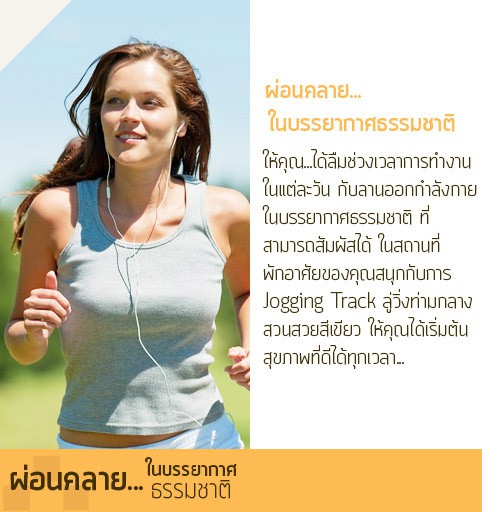 ผ่อนคลาย...
ในบรรยากาศธรรมชาติ
ให้คุณ...ได้ลืมช่วงเวลาการทำงาน
ในแต่ละวัน กับลานออกกำลังกาย
ในบรรยากาศธรรมชาติ ที่
สามารถสัมผัสได้ ในสถานที่
พักอาศัยของคุณสนุกกับการ
Jogging Track ลู่วิ่งท่ามกลาง
สวนสวยสีเขียว ให้คุณได้เริ่มต้น
สุขภาพที่ดีได้ทุกเวลา...
ผ่อนคลาย...
ในบรรยากาศ
ธรรมชาติ